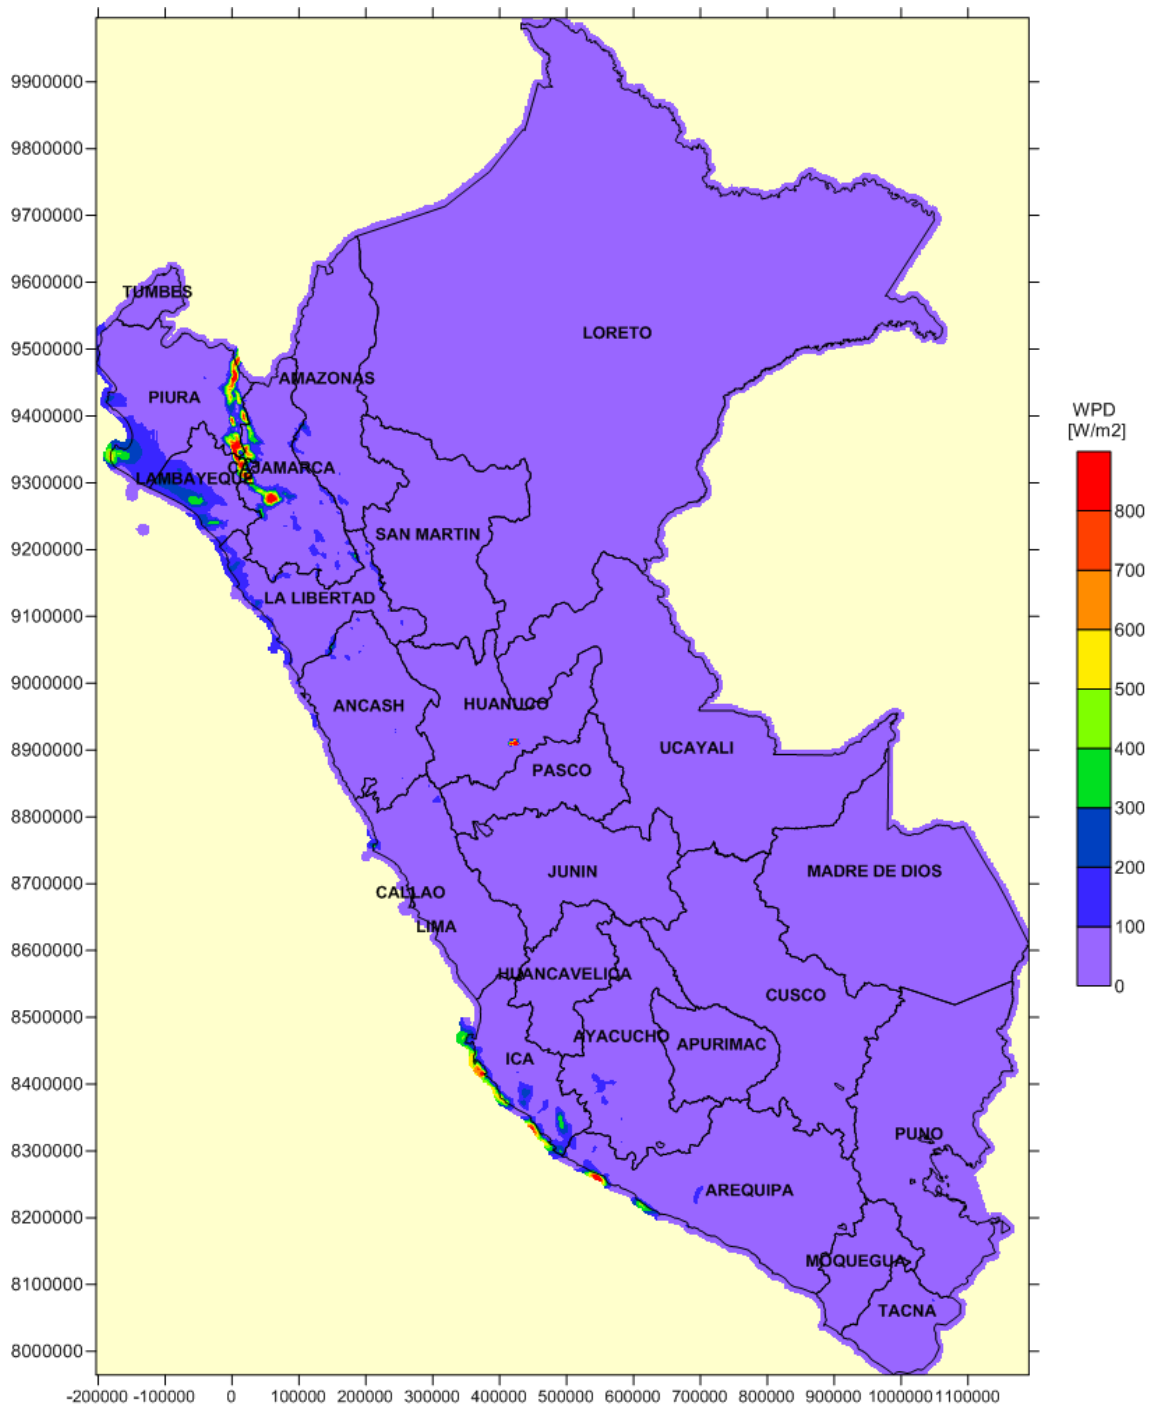 9900000
9800000
9700000
9600000
9500000
9400000
9300000
9200000
9100000
9000000
8900000
8800000
8700000
8600000
8500000
8400000
8300000
8200000
8100000
8000000
TUMBES
LORETO
AMAZONAS
PIURA
CAJAMARCA
LAMBAYEQUE
SAN MARTIN
LA LIBERTAD
ANCASH
HUANUCO
UCAYALI
PASCO
JUNIN
MADRE DE DIOS
CALLAO
LIMA
HUANCAVELICA
CUSCO
AYACUCHO
APURIMAC
ICA
PUNO
AREQUIPA
MOQUEGUA
TACNA
-200000 -100000 0 100000 200000 300000 400000 500000 600000 700000 800000 900000 1000000 1100000
WPD
[W/m2]
800
700
600
500
400
300
200
100
0